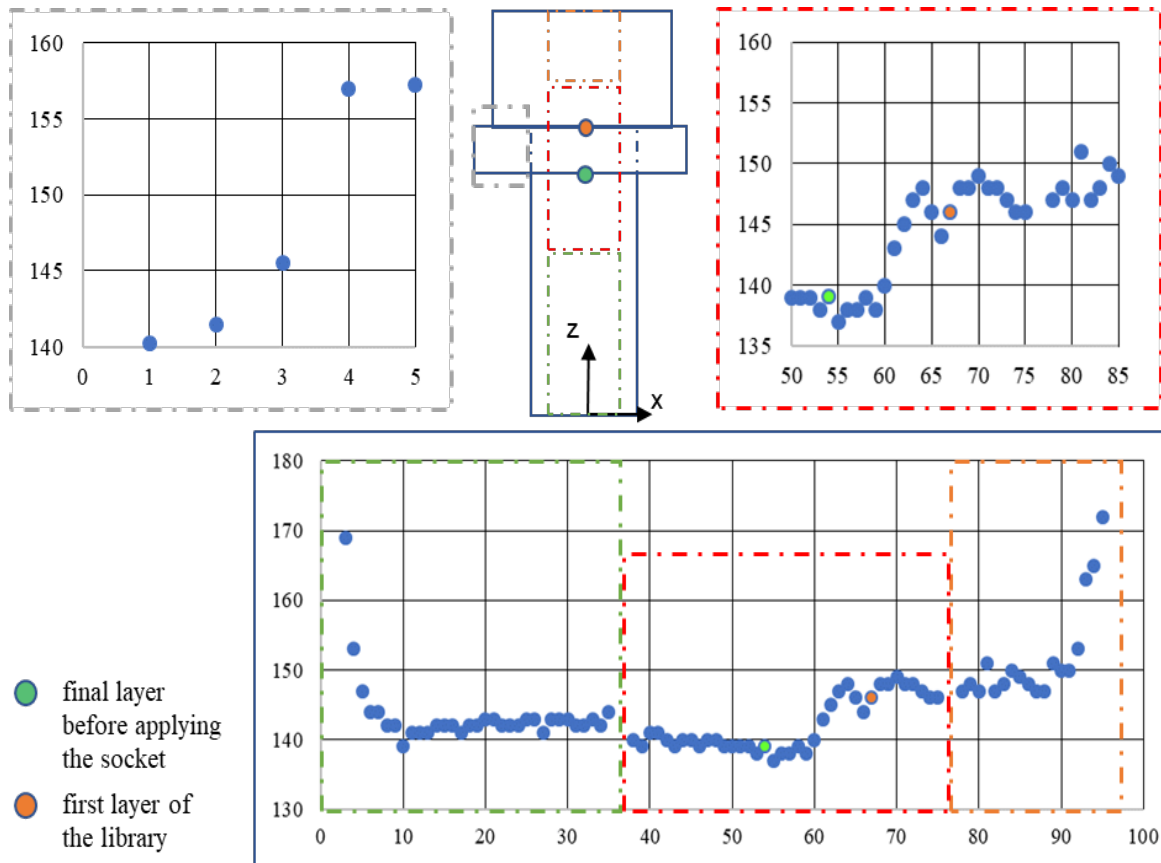 160
155
150
145
140
0 1 2 3 4 5
Z
X
160
155
150
145
140
135
50 55 60 65 70 75 80 85
180
170
160
150
140
130
0 10 20 30 40 50 60 70 80 90 100
final layer
before applying
the socket
first layer of
the library